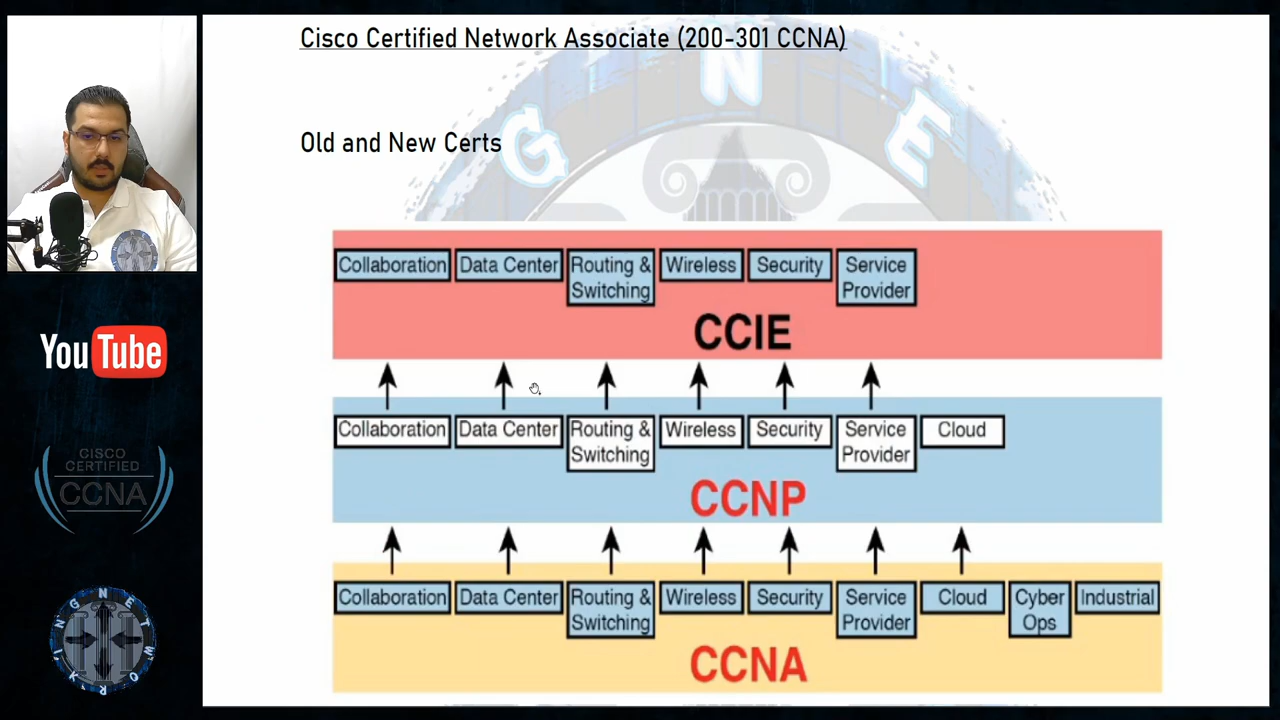 Cisco Certified Network Associate (200-301 CCNA)
Old and New Certs
G N E
Collaboration
Data Center
Routing &
Switching
Wireless
Security
Service
Provider
CCIE
Collaboration
Data Center
Routing &
Switching
Wireless
Security
Service
Provider
Cloud
CCNP
Collaboration
Data Center
Routing &
Switching
Wireless
Security
Service
Provider
Cloud
Cyber
Ops
Industrial
CCNA
YouTube
CISCO
CERTIFIED
CCNA
IGNETWORK